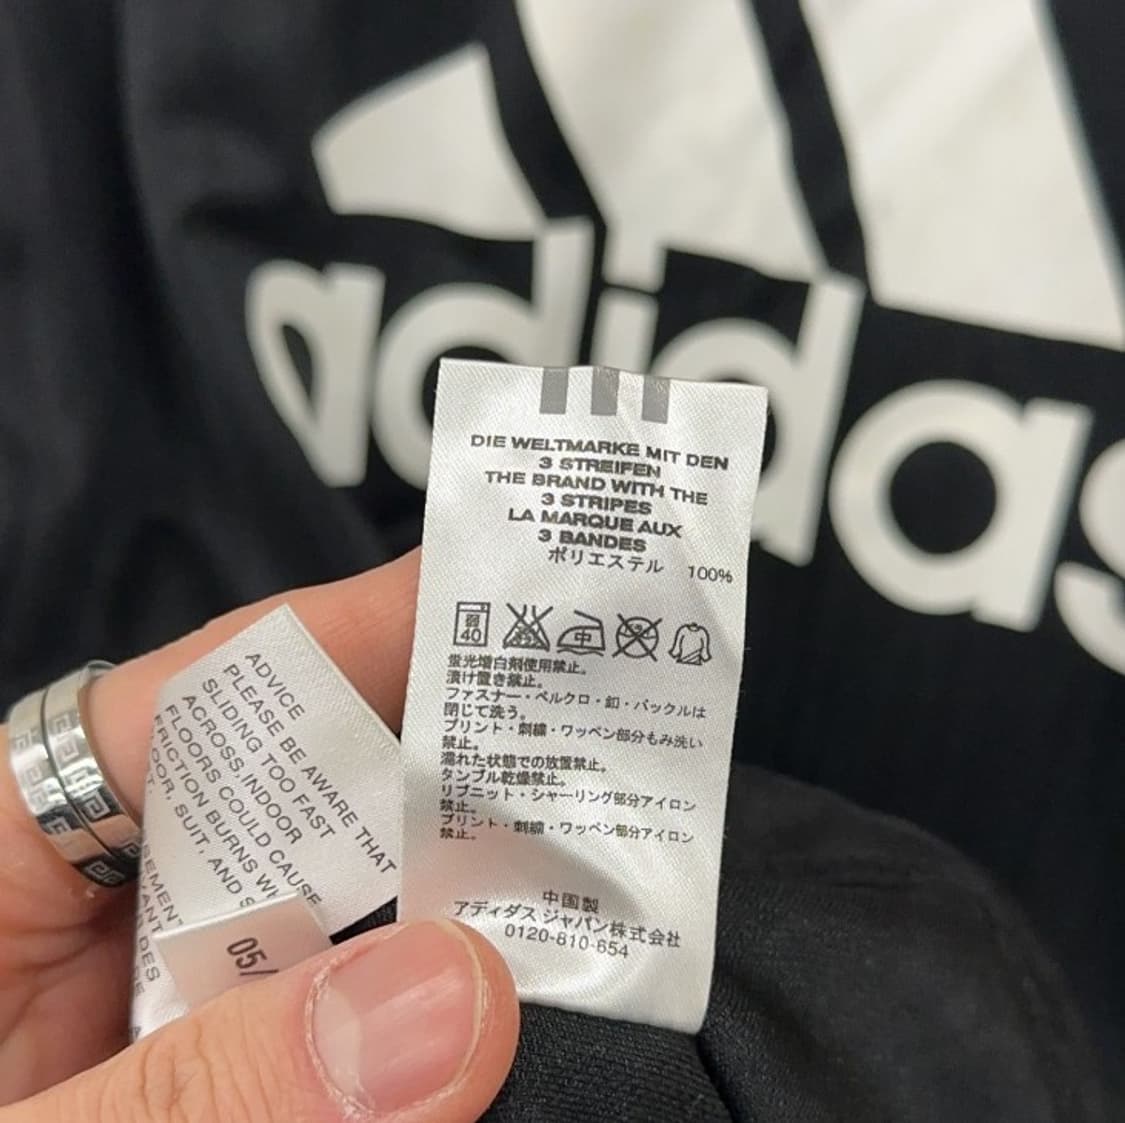 adidas
DIE WELTMARKE MIT DEN
3 STREIFEN
THE BRAND WITH THE
3 STRIPES
LA MARQUE AUX
3 BANDES
ポリエステル 100%
弱
40
中
蛍光増白剤使用禁止。
漬け置き禁止。
ファスナー・ベルクロ・釦・バックルは
閉じて洗う。
プリント・刺繍・ワッペン部分もみ洗い
禁止。
濡れた状態での放置禁止。
タンブル乾燥禁止。
リブニット・シャーリング部分アイロン
禁止。
プリント・刺繍・ワッペン部分アイロン
禁止。
中国製
アディダス ジャパン株式会社
0120-810-654
ADVICE
PLEASE BE AWARE THAT
SLIDING TOO FAST
ACROSS INDOOR
FLOORS COULD CAUSE
FRICTION BURNS
SUIT, AND
DES
05/